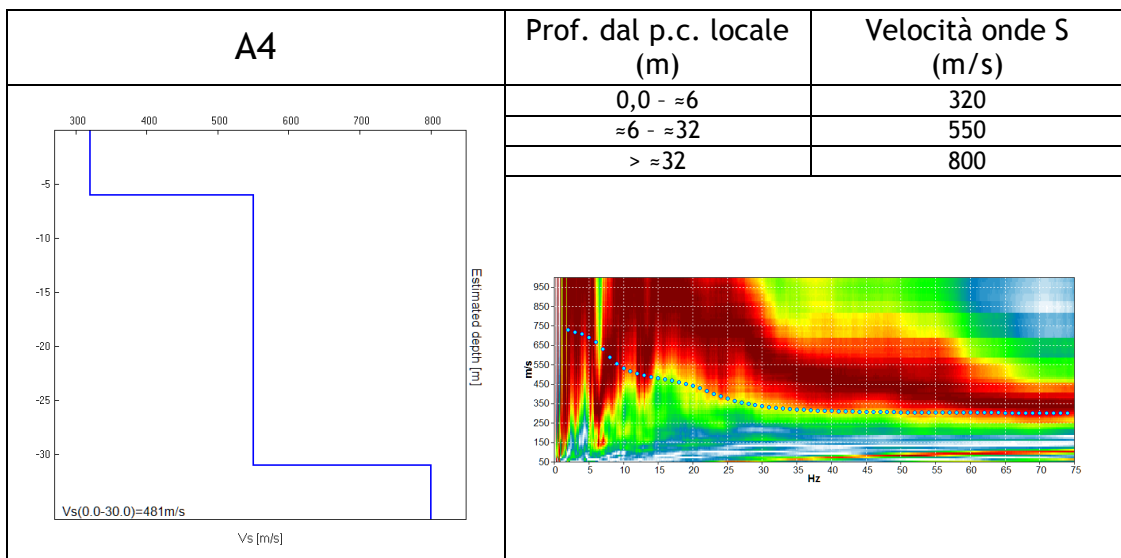 A4
Prof. dal p.c. locale
(m)
Velocità onde S
(m/s)
0,0 – ≈6
320
≈6 – ≈32
550
> ≈32
800
300 400 500 600 700 800
-5
-10
-15
-20
-25
-30
Estimated depth [m]
Vs(0.0-30.0)=481m/s
Vs [m/s]
950
850
750
650
550
450
350
250
150
50
m/s
0 5 10 15 20 25 30 35 40 45 50 55 60 65 70 75
Hz